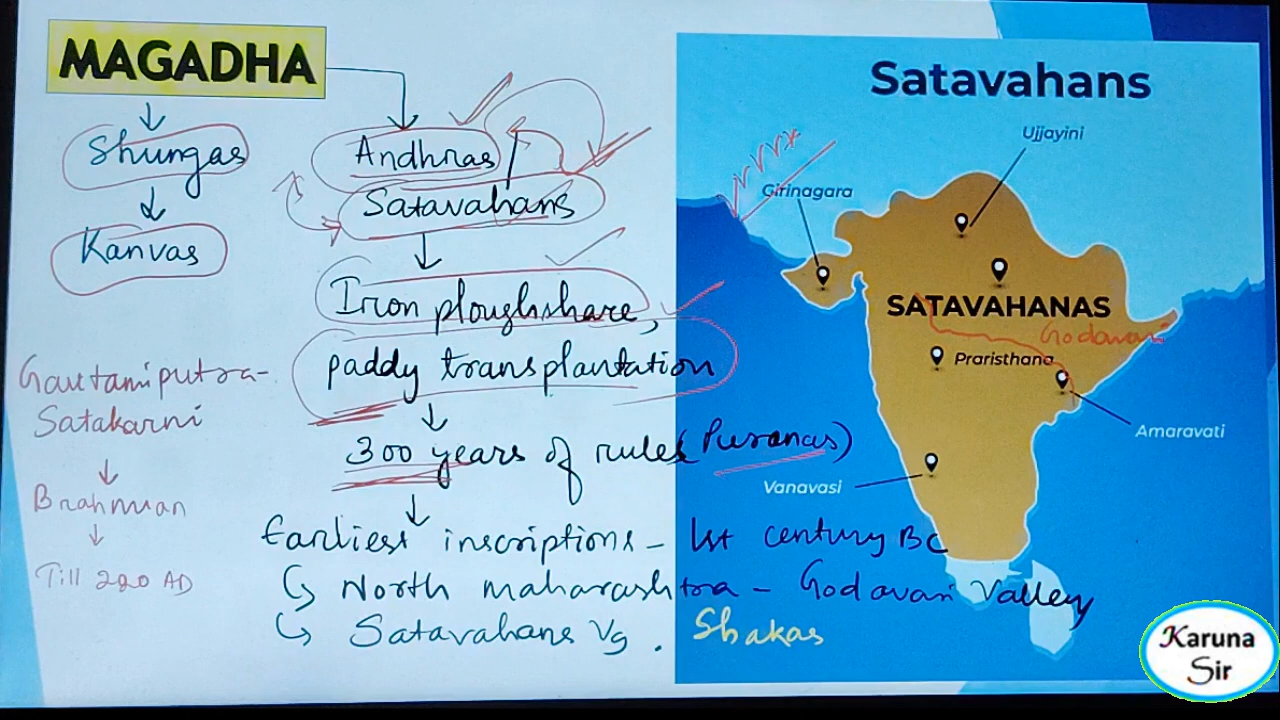 MAGADHA
Shungas
Kanvas
Andhras
Satavahans
Iron ploughshare,
paddy transplantation
300 years of rules (Puranas)
Earliest inscriptions - 1st century BC
North maharashtra - Godavari Valley
Satavahans Vs. Shakas
Gautamiputra-
Satakarni
Brahman
Till 220 AD
Satavahans
Ujjayini
Girinagara
SATAVAHANAS
Godavari
Praristhana
Amaravati
Vanavasi
Karuna
Sir